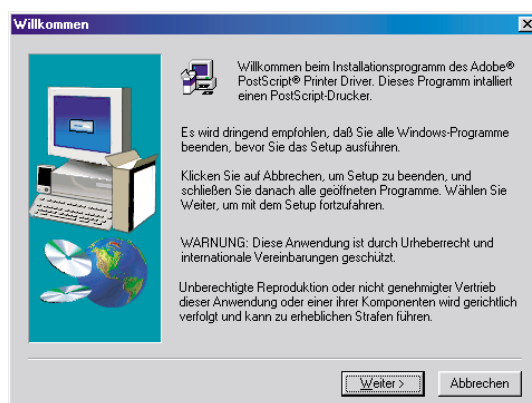 Willkommen
Willkommen beim Installationsprogramm des Adobe®
PostScript® Printer Driver. Dieses Programm intalliert
einen PostScript-Drucker.
Es wird dringend empfohlen, daß Sie alle Windows-Programme
beenden, bevor Sie das Setup ausführen.
Klicken Sie auf Abbrechen, um Setup zu beenden, und
schließen Sie danach alle geöffneten Programme. Wählen Sie
Weiter, um mit dem Setup fortzufahren.
WARNUNG: Diese Anwendung ist durch Urheberrecht und
internationale Vereinbarungen geschützt.
Unberechtigte Reproduktion oder nicht genehmigter Vertrieb
dieser Anwendung oder einer ihrer Komponenten wird gerichtlich
verfolgt und kann zu erheblichen Strafen führen.
Weiter >
Abbrechen